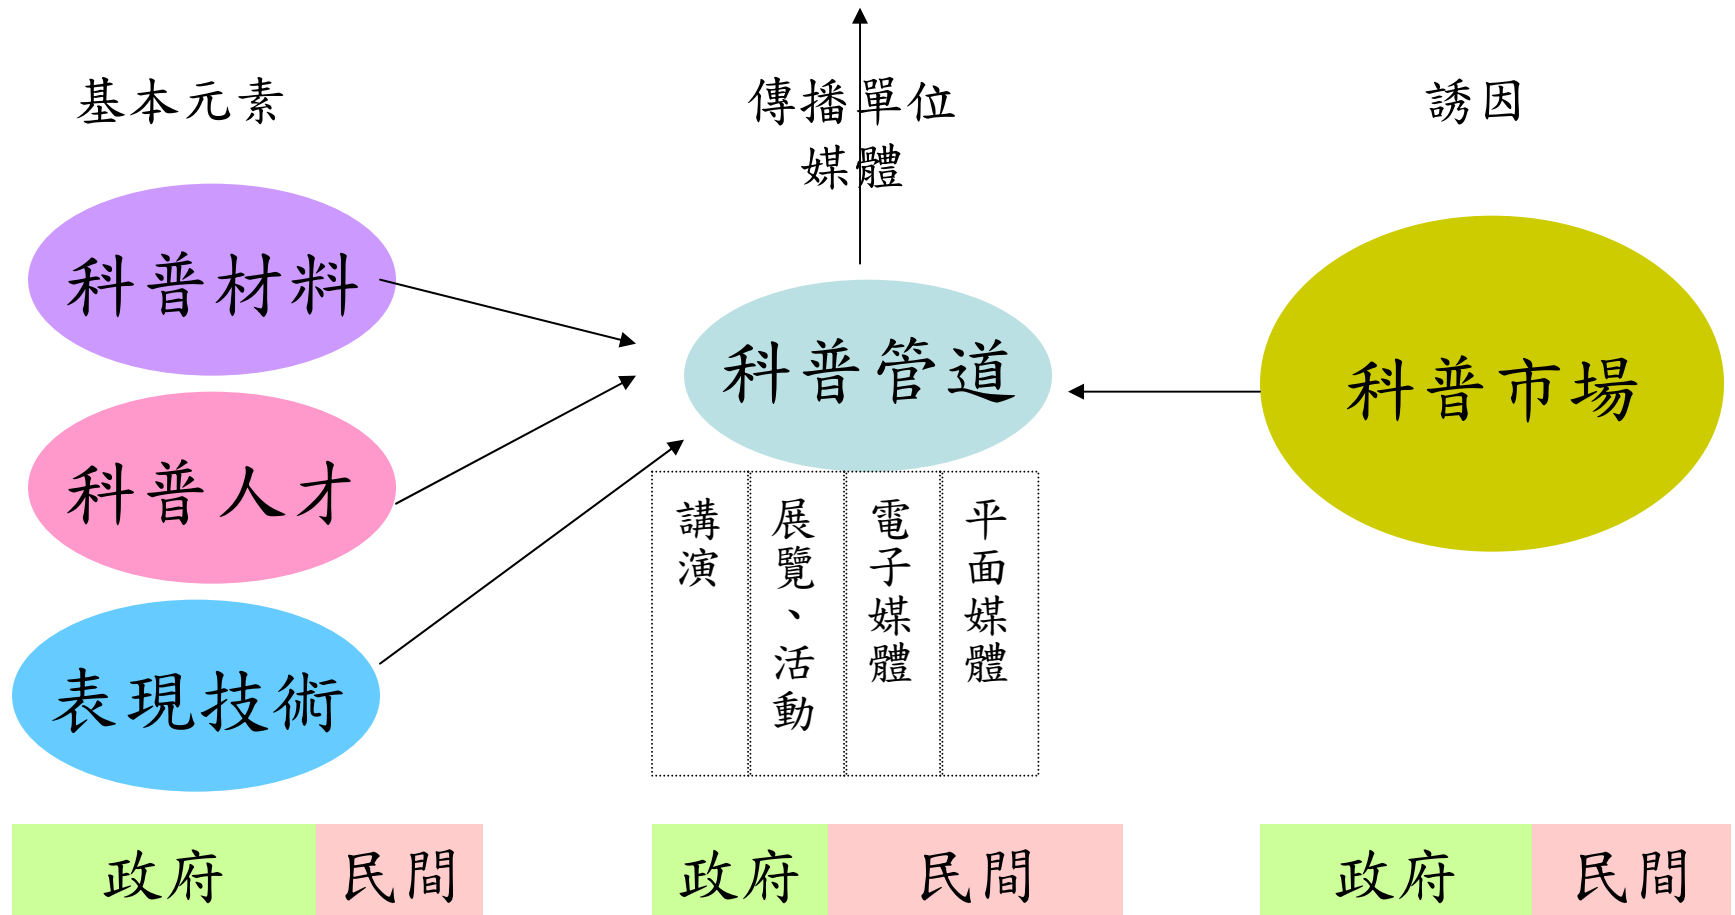 基本元素
傳播單位
媒體
誘因
科普材料
科普人才
表現技術
科普管道
講演
展覽、活動
電子媒體
平面媒體
科普市場
政府
民間
政府
民間
政府
民間